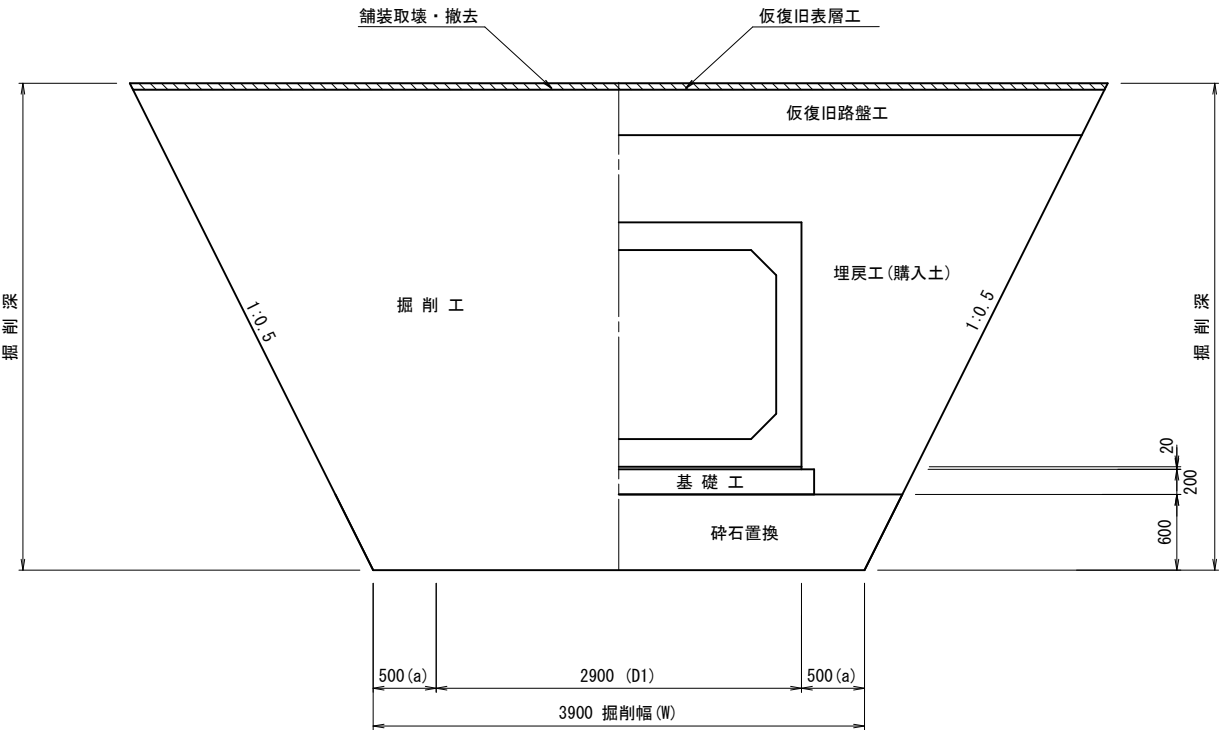 舗装取壊・撤去
仮復旧表層工
仮復旧路盤工
掘削深
1:0.5
掘削工
埋戻工(購入土)
1:0.5
掘削深
20
基礎工
200
砕石置換
600
500(a)
2900 (D1)
500(a)
3900 掘削幅(W)